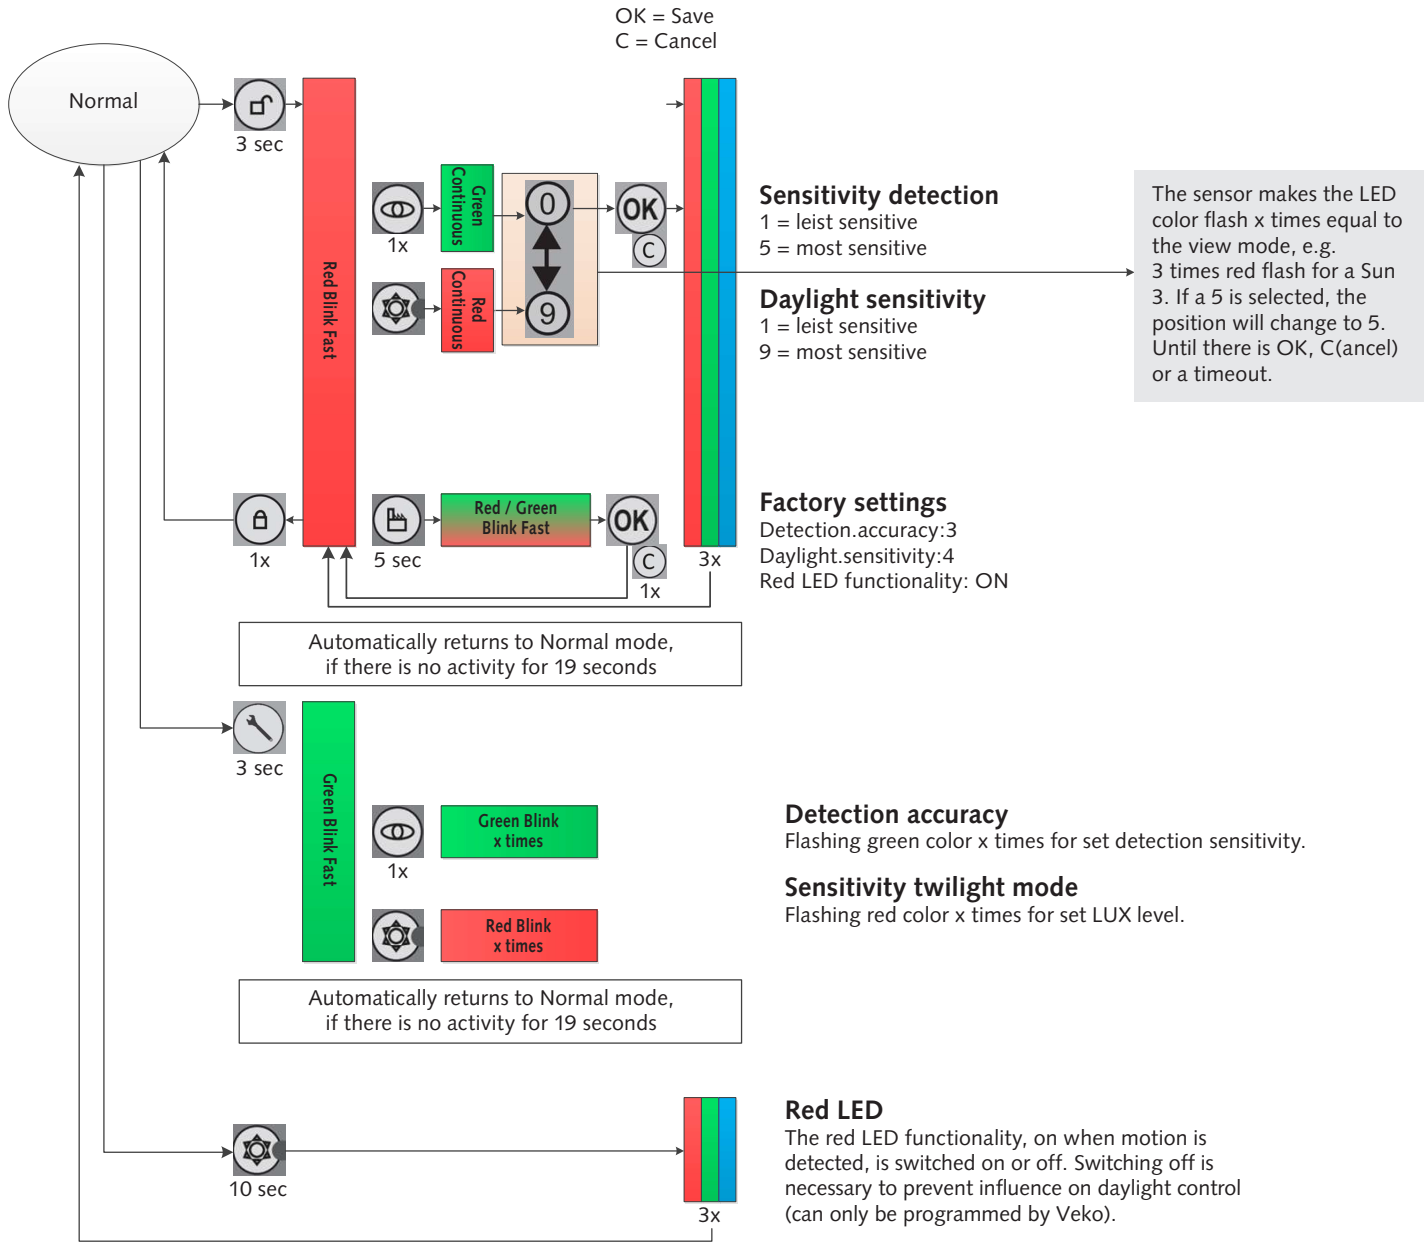 OK = Save
C = Cancel
Normal
3 sec
Red Blink Fast
1x
Green
Continuous
Red
Continuous
0
9
OK
C
Sensitivity detection
1 = leist sensitive
5 = most sensitive
Daylight sensitivity
1 = leist sensitive
9 = most sensitive
The sensor makes the LED
color flash x times equal to
the view mode, e.g.
3 times red flash for a Sun
3. If a 5 is selected, the
position will change to 5.
Until there is OK, C(ancel)
or a timeout.
1x
5 sec
Red / Green
Blink Fast
OK
C
1x
3x
Factory settings
Detection.accuracy:3
Daylight.sensitivity:4
Red LED functionality: ON
Automatically returns to Normal mode,
if there is no activity for 19 seconds
3 sec
Green Blink Fast
1x
Green Blink
x times
Red Blink
x times
Detection accuracy
Flashing green color x times for set detection sensitivity.
Sensitivity twilight mode
Flashing red color x times for set LUX level.
Automatically returns to Normal mode,
if there is no activity for 19 seconds
10 sec
3x
Red LED
The red LED functionality, on when motion is
detected, is switched on or off. Switching off is
necessary to prevent influence on daylight control
(can only be programmed by Veko).